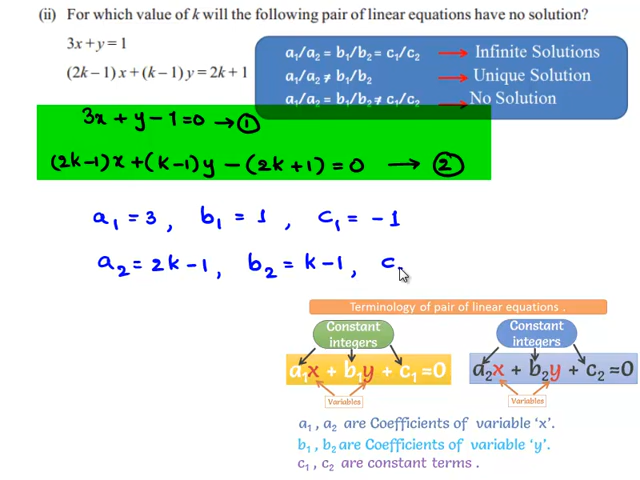 (ii) For which value of k will the following pair of linear equations have no solution?
3x + y = 1
(2k – 1) x + (k – 1) y = 2k + 1
a₁/a₂ = b₁/b₂ = c₁/c₂ → Infinite Solutions
a₁/a₂ ≠ b₁/b₂ → Unique Solution
a₁/a₂ = b₁/b₂ ≠ c₁/c₂ → No Solution
3x + y – 1 = 0 → ①
(2k–1)x + (k–1)y – (2k+1) = 0 → ②
a₁ = 3, b₁ = 1, c₁ = –1
a₂ = 2k–1, b₂ = k–1, c
Terminology of pair of linear equations .
Constant integers
Constant integers
a₁x + b₁y + c₁ =0
a₂x + b₂y + c₂ =0
Variables
Variables
a₁ , a₂ are Coefficients of variable ‘x’.
b₁ , b₂ are Coefficients of variable ‘y’.
c₁ , c₂ are constant terms .